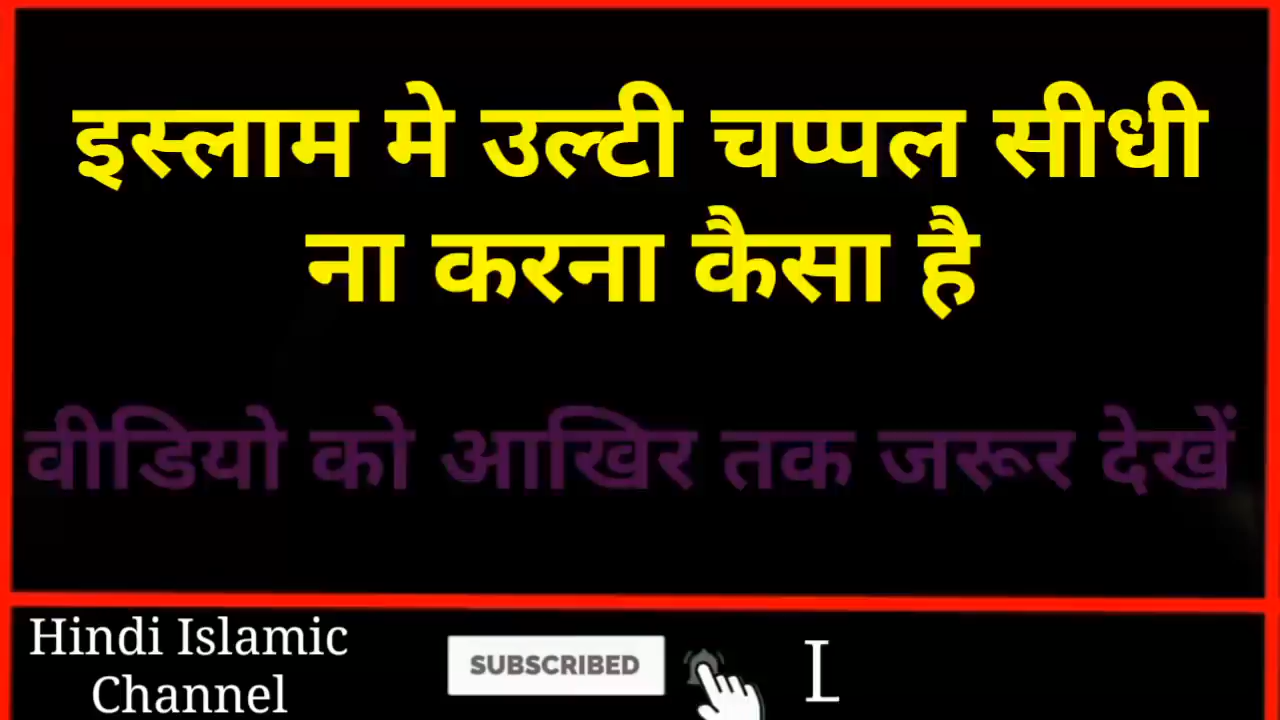 इस्लाम मे उल्टी चप्पल सीधी
ना करना कैसा है
वीडियो को आखिर तक जरूर देखें
Hindi Islamic
Channel
SUBSCRIBED
L